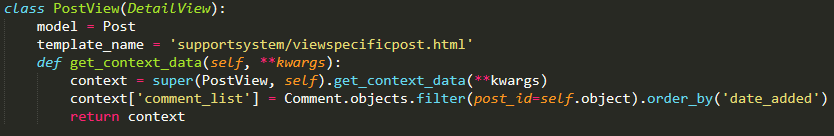 class PostView(DetailView):
    model = Post
    template_name = 'supportsystem/viewspecificpost.html'
    def get_context_data(self, **kwargs):
        context = super(PostView, self).get_context_data(**kwargs)
        context['comment_list'] = Comment.objects.filter(post_id=self.object).order_by('date_added')
        return context